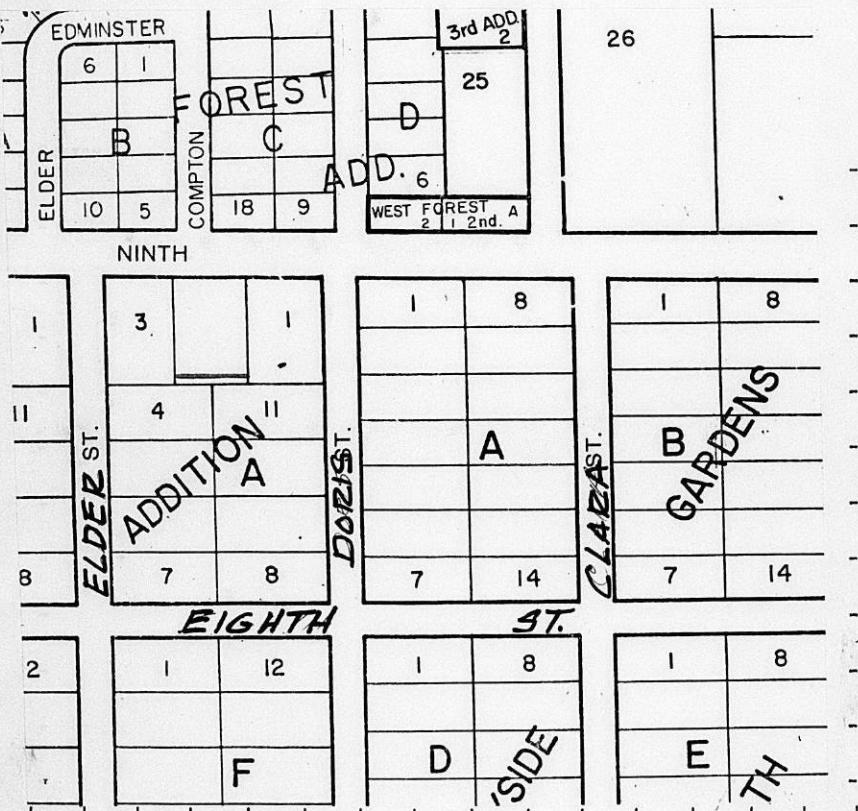 EDMINSTER
3rd ADD.
2
26
6 1
25
FOREST
B
C
D
ELDER
COMPTON
ADD.
6
10 5
18 9
WEST FOREST A
2 1 2nd.
NINTH
1
3 1
1 8
1 8
11
4 11
ADDITION
A
A
B
GARDENS
ELDER ST.
DORIS ST.
CLARA ST.
8
7 8
7 14
7 14
EIGHTH ST.
2
1 12
1 8
1 8
F
D
'SIDE
E
TH